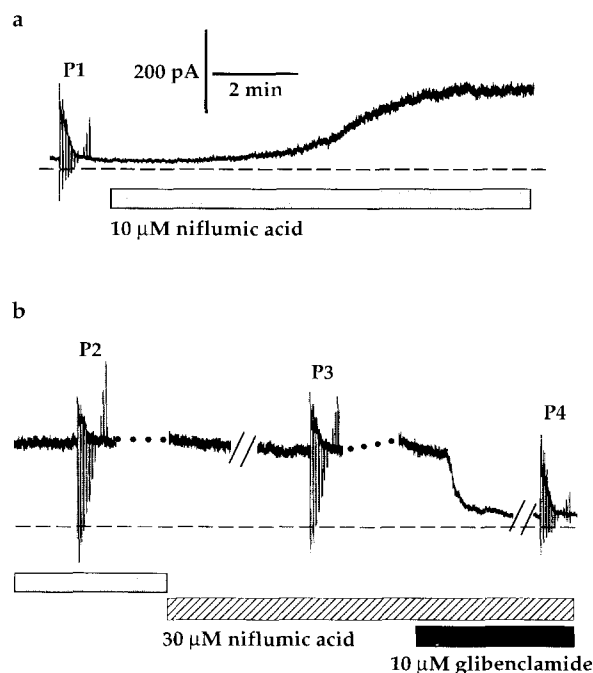 a
P1
200 pA
2 min
10 µM niflumic acid
b
P2
P3
P4
30 µM niflumic acid
10 µM glibenclamide